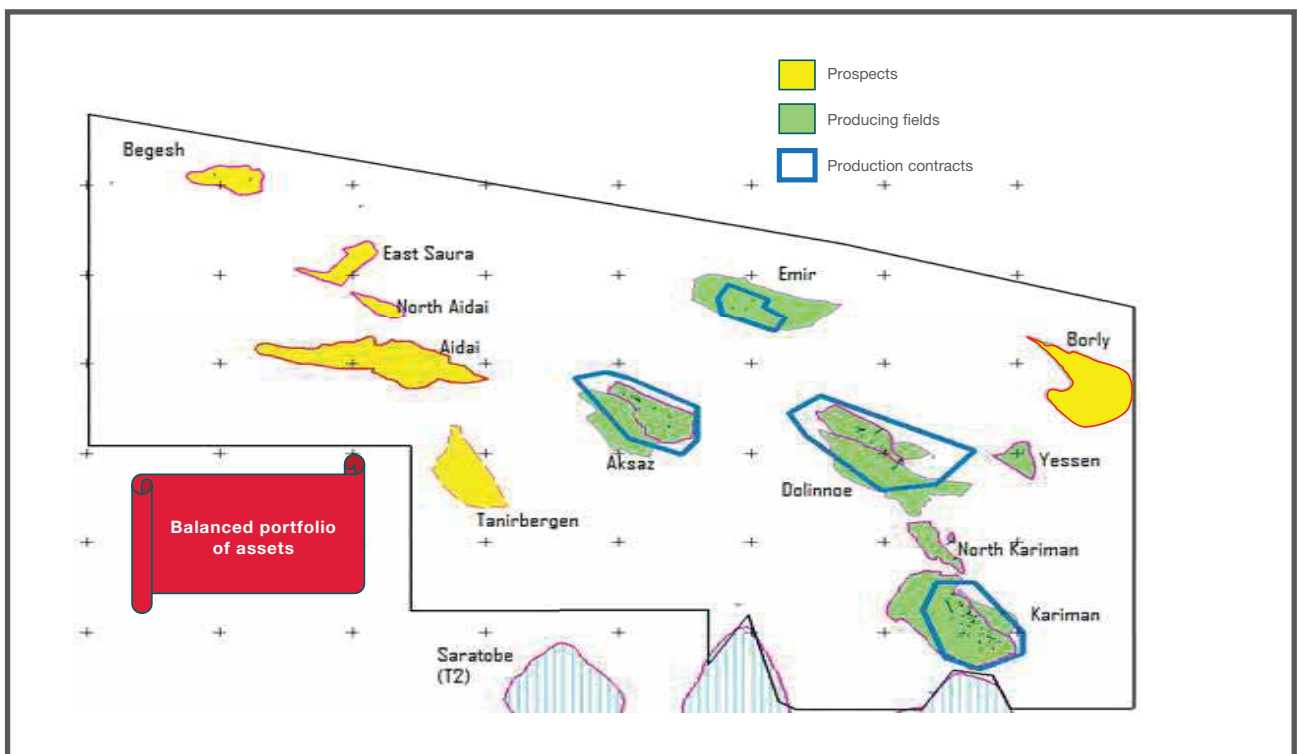 Prospects
Producing fields
Production contracts
Begesh
East Saura
North Aidai
Aidai
Emir
Borly
Aksaz
Yessen
Dolinnoe
Tanirbergen
North Kariman
Kariman
Saratobe
(T2)
Balanced portfolio
of assets